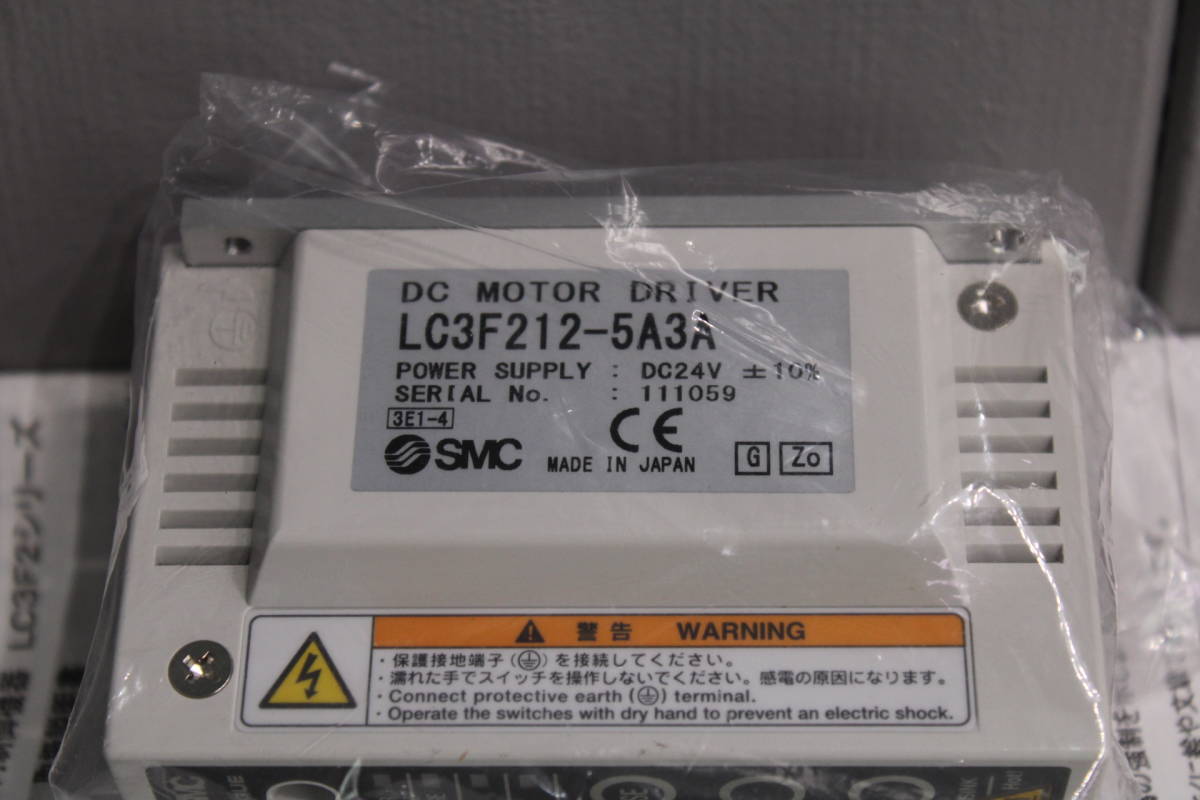 DC MOTOR DRIVER
LC3F212-5A3A
POWER SUPPLY : DC24V ±10%
SERIAL No. : 111059
3E1-4
SMC MADE IN JAPAN CE G Zo
警告 WARNING
・保護接地端子(⏚)を接続してください。
・濡れた手でスイッチを操作しないでください。感電の原因になります。
・Connect protective earth (⏚) terminal.
・Operate the switches with dry hand to prevent an electric shock.
LC3F2シリーズ
SMC
Hot!